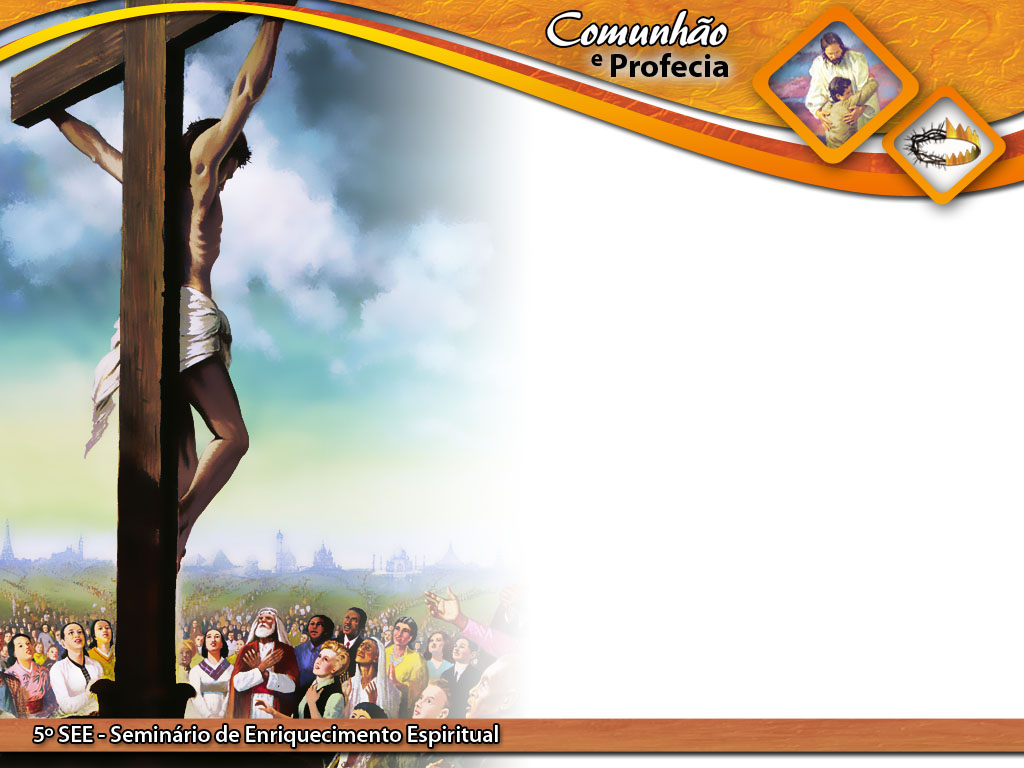 Comunhão
e Profecia
5º SEE - Seminário de Enriquecimento Espiritual